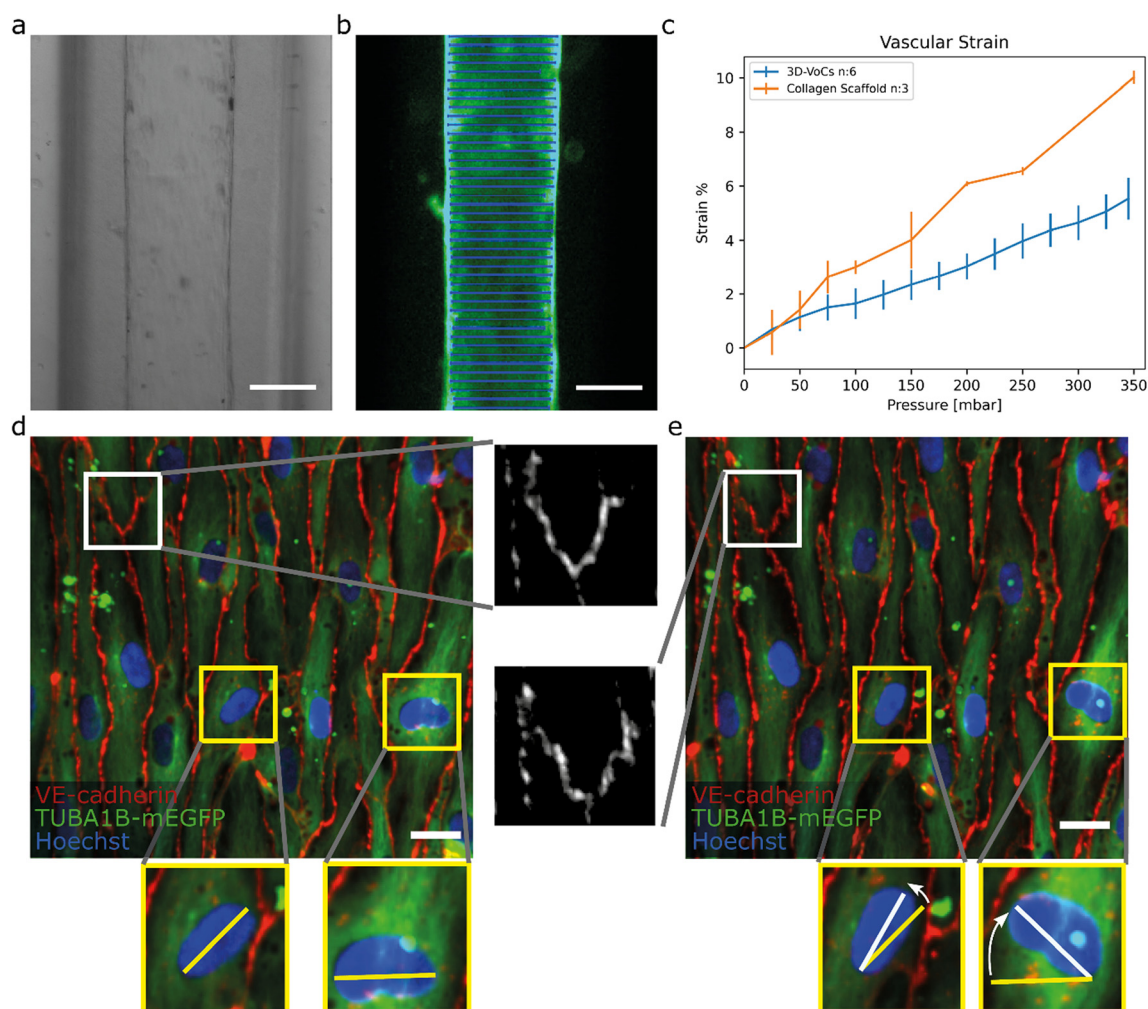 a
b
c
Vascular Strain
3D-VoCs n:6
Collagen Scaffold n:3
10
8
6
4
2
0
Strain %
0 50 100 150 200 250 300 350
Pressure [mbar]
d
e
VE-cadherin
TUBA1B-mEGFP
Hoechst
VE-cadherin
TUBA1B-mEGFP
Hoechst